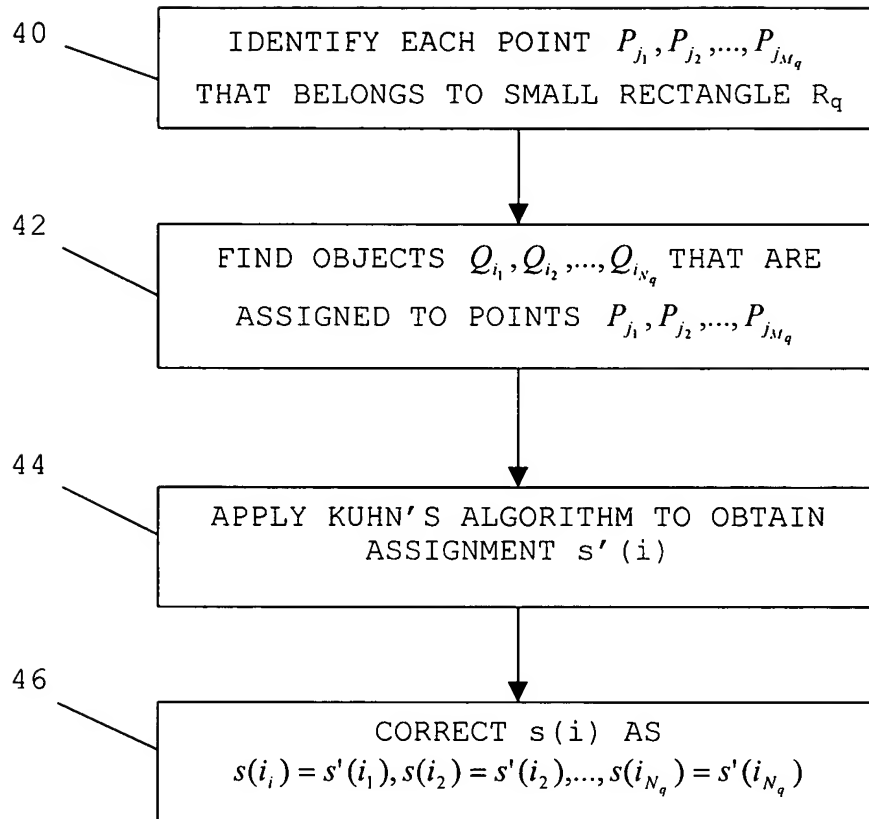 40
IDENTIFY EACH POINT P_{j_1}, P_{j_2}, ..., P_{j_{M_q}}
THAT BELONGS TO SMALL RECTANGLE R_q
42
FIND OBJECTS Q_{i_1}, Q_{i_2}, ..., Q_{i_{N_q}} THAT ARE
ASSIGNED TO POINTS P_{j_1}, P_{j_2}, ..., P_{j_{M_q}}
44
APPLY KUHN'S ALGORITHM TO OBTAIN
ASSIGNMENT s'(i)
46
CORRECT s(i) AS
s(i_i) = s'(i_1), s(i_2) = s'(i_2), ..., s(i_{N_q}) = s'(i_{N_q})